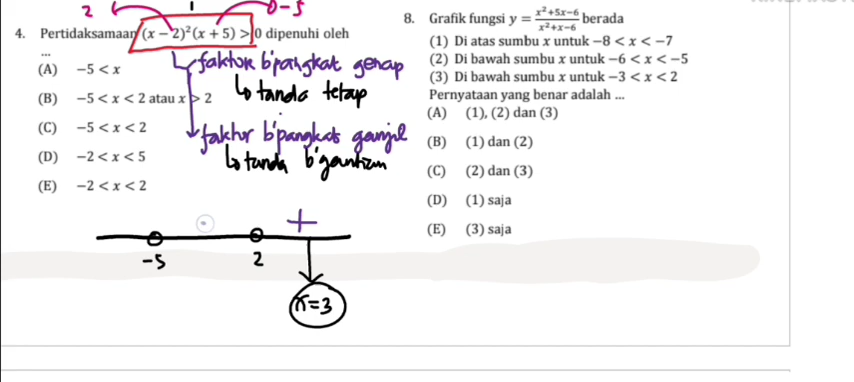 2 -5
4. Pertidaksamaan (x − 2)²(x + 5) > 0 dipenuhi oleh
...
(A) −5 < x
(B) −5 < x < 2 atau x > 2
(C) −5 < x < 2
(D) −2 < x < 5
(E) −2 < x < 2
faktor b'pangkat genap
↳ tanda tetap
faktor b'pangkat ganjil
↳ tanda b'gantian
+
-5 2
x=3
8. Grafik fungsi y = (x²+5x−6)/(x²+x−6) berada
(1) Di atas sumbu x untuk −8 < x < −7
(2) Di bawah sumbu x untuk −6 < x < −5
(3) Di bawah sumbu x untuk −3 < x < 2
Pernyataan yang benar adalah ...
(A) (1), (2) dan (3)
(B) (1) dan (2)
(C) (2) dan (3)
(D) (1) saja
(E) (3) saja